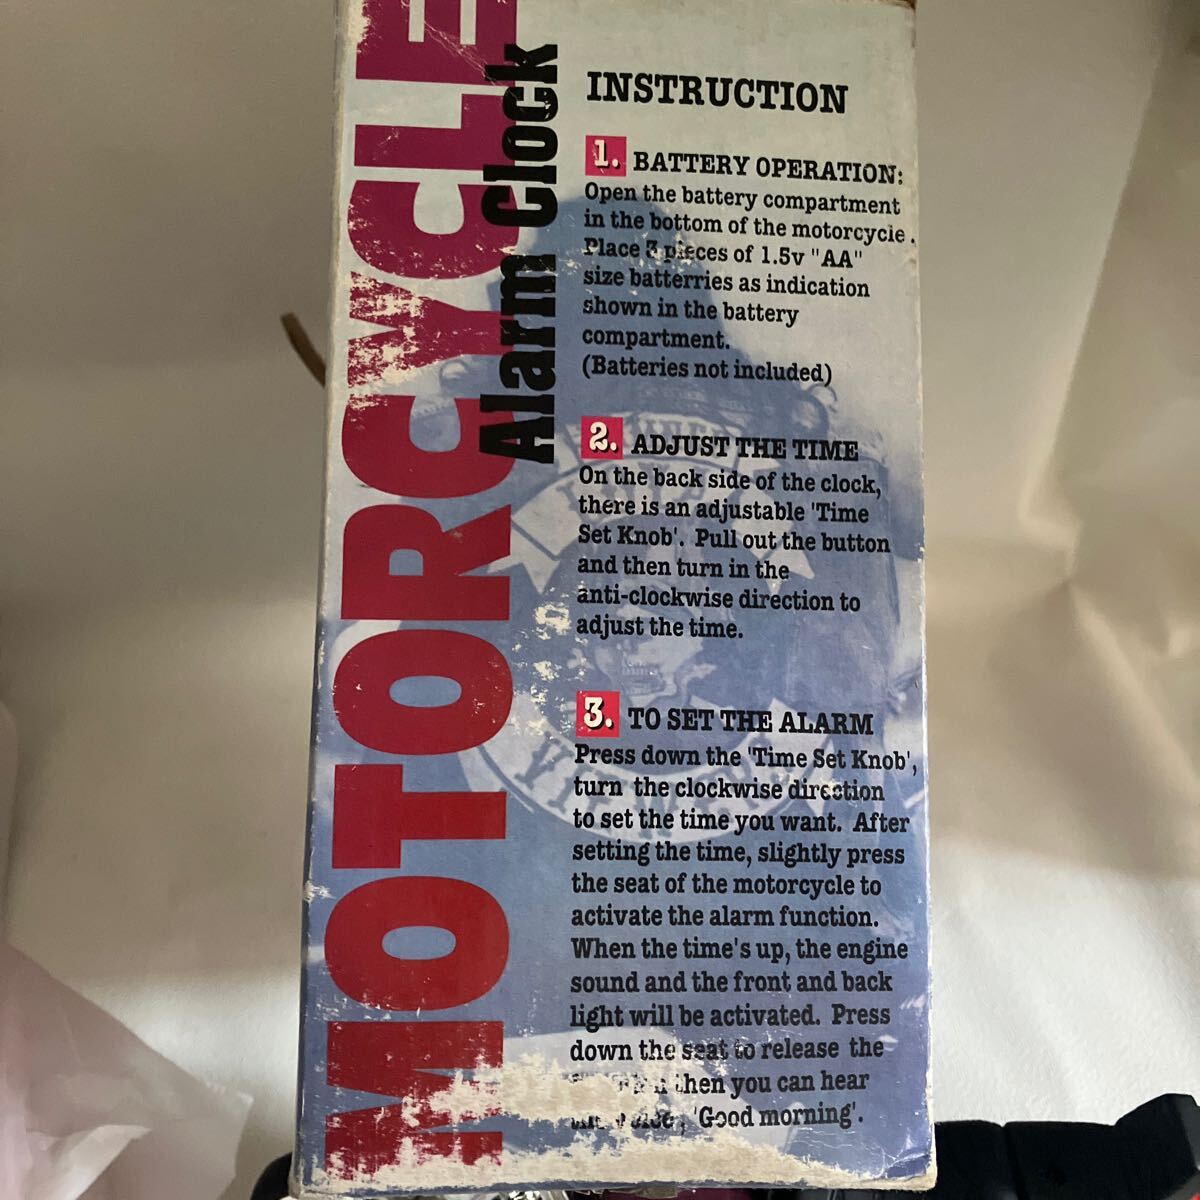 MOTORCYCLE
Alarm Clock
INSTRUCTION
1. BATTERY OPERATION:
Open the battery compartment
in the bottom of the motorcycle.
Place 3 pieces of 1.5v "AA"
size batterries as indication
shown in the battery
compartment.
(Batteries not included)
2. ADJUST THE TIME
On the back side of the clock,
there is an adjustable 'Time
Set Knob'. Pull out the button
and then turn in the
anti-clockwise direction to
adjust the time.
3. TO SET THE ALARM
Press down the 'Time Set Knob',
turn the clockwise direction
to set the time you want. After
setting the time, slightly press
the seat of the motorcycle to
activate the alarm function.
When the time's up, the engine
sound and the front and back
light will be activated. Press
down the seat to release the
then you can hear
'Good morning'.